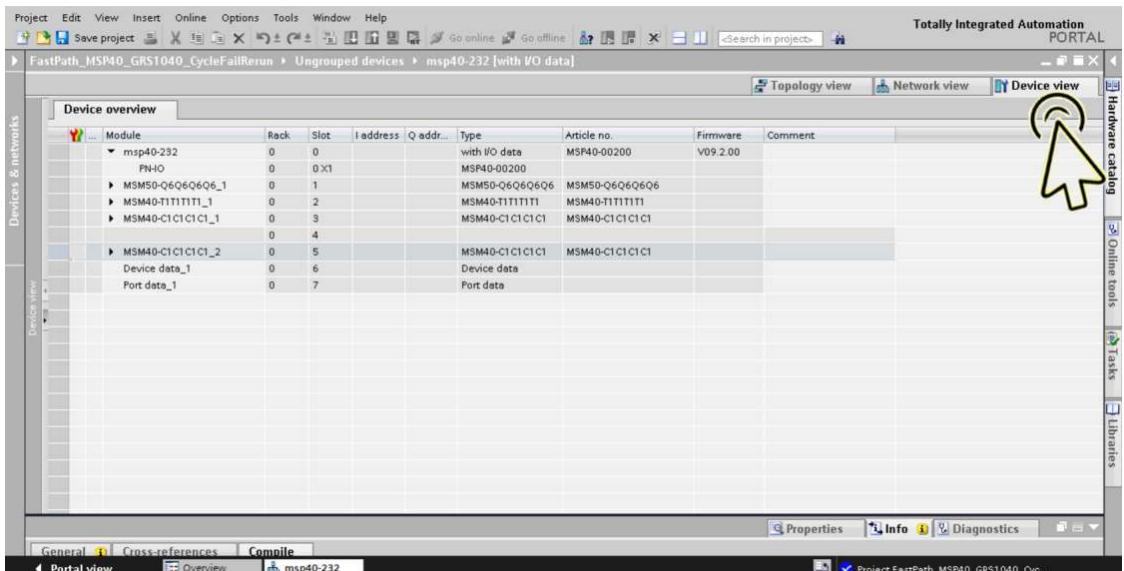 Project Edit View Insert Online Options Tools Window Help
Totally Integrated Automation
PORTAL
Save project Go online Go offline <Search in project>
FastPath_MSP40_GRS1040_CycleFailRerun Ungrouped devices msp40-232 [with I/O data]
Topology view Network view Device view
Device overview
... Module Rack Slot I address Q addr... Type Article no. Firmware Comment
msp40-232 0 0 with I/O data MSP40-00200 V09.2.00
PN-IO 0 0 X1 MSP40-00200
MSM50-Q6Q6Q6Q6_1 0 1 MSM50-Q6Q6Q6Q6 MSM50-Q6Q6Q6Q6
MSM40-T1T1T1T1_1 0 2 MSM40-T1T1T1T1 MSM40-T1T1T1T1
MSM40-C1C1C1C1_1 0 3 MSM40-C1C1C1C1 MSM40-C1C1C1C1
0 4
MSM40-C1C1C1C1_2 0 5 MSM40-C1C1C1C1 MSM40-C1C1C1C1
Device data_1 0 6 Device data
Port data_1 0 7 Port data
Devices & networks
Device view
Hardware catalog
Online tools
Tasks
Libraries
Properties Info Diagnostics
General Cross-references Compile
Portal view Overview msp40-232 Project FastPath_MSP40_GRS1040_Cyc...